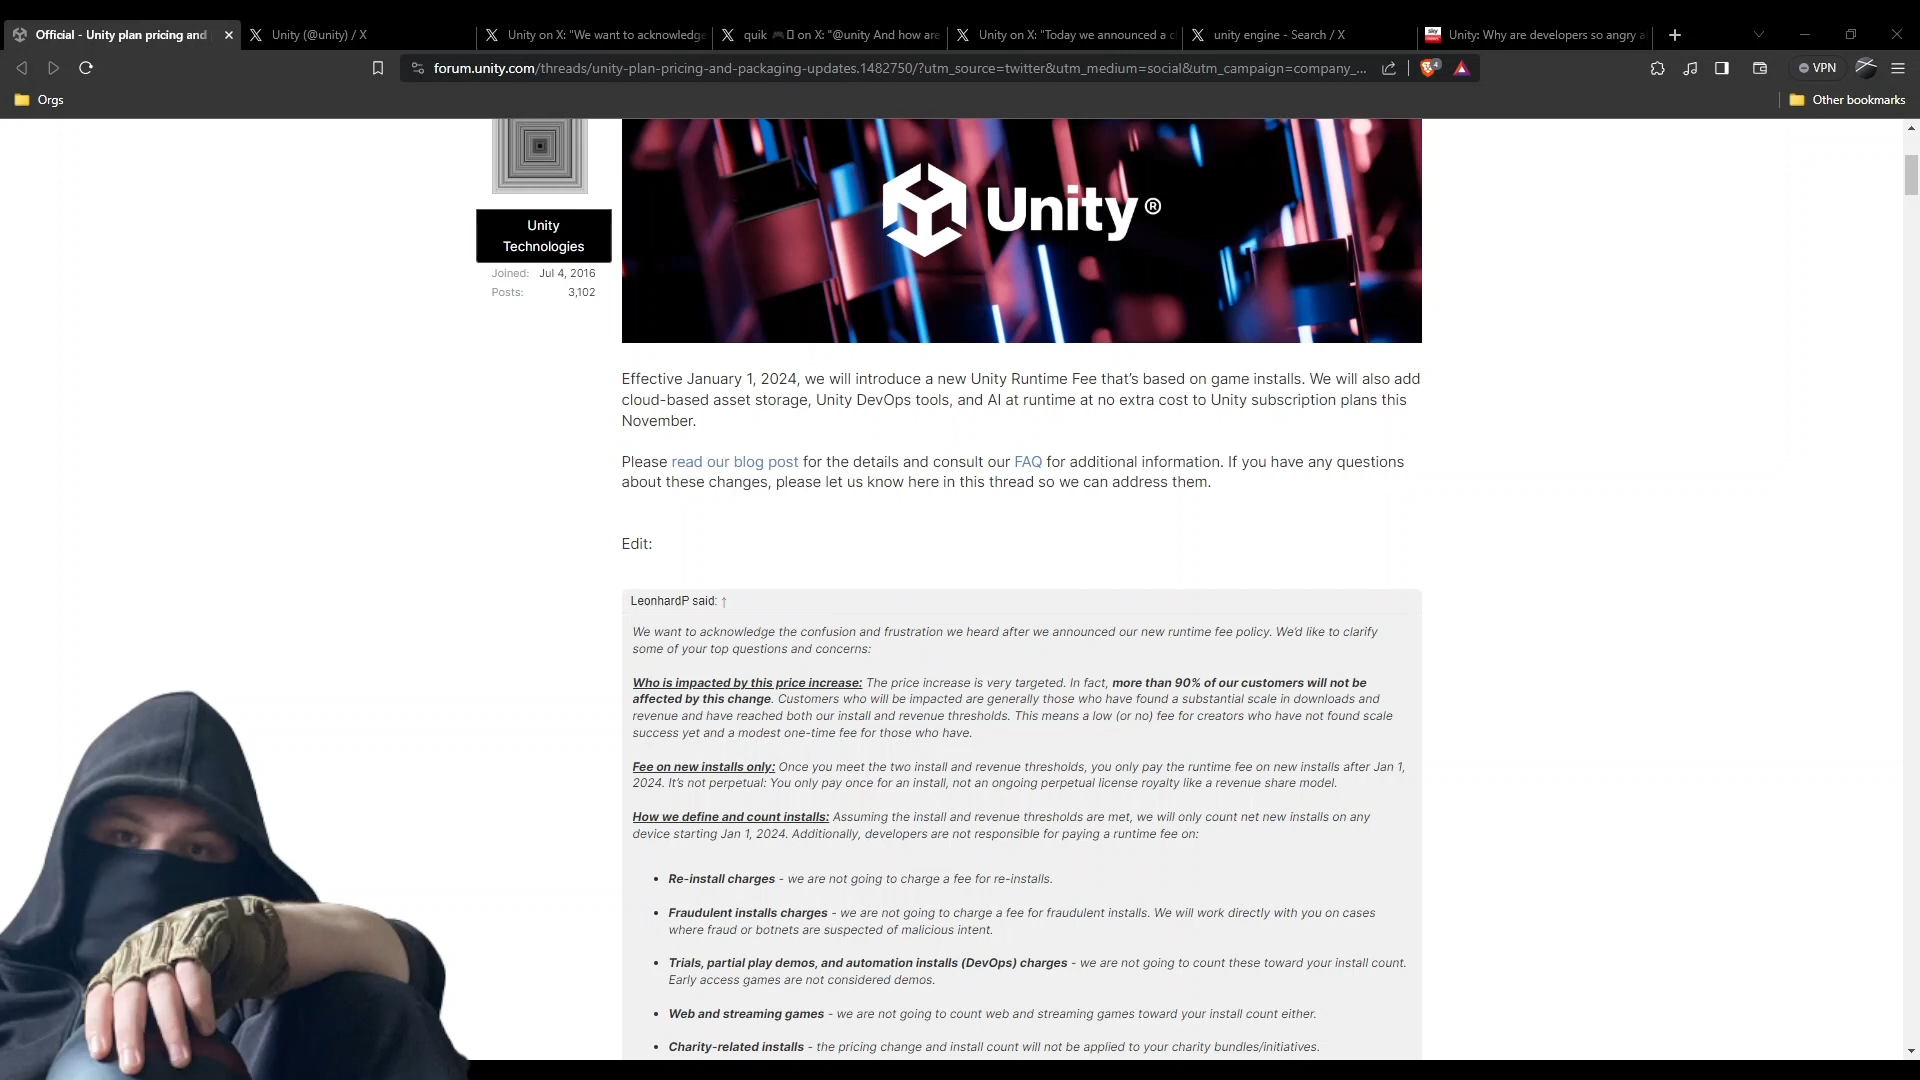 Official - Unity plan pricing and
Unity (@unity) / X
Unity on X: "We want to acknowledge
quik on X: "@unity And how are
Unity on X: "Today we announced a c
unity engine - Search / X
Unity: Why are developers so angry a
forum.unity.com/threads/unity-plan-pricing-and-packaging-updates.1482750/?utm_source=twitter&utm_medium=social&utm_campaign=company_...
4
VPN
Orgs
Other bookmarks
Unity®
Unity
Technologies
Joined: Jul 4, 2016
Posts: 3,102
Effective January 1, 2024, we will introduce a new Unity Runtime Fee that's based on game installs. We will also add
cloud-based asset storage, Unity DevOps tools, and AI at runtime at no extra cost to Unity subscription plans this
November.
Please read our blog post for the details and consult our FAQ for additional information. If you have any questions
about these changes, please let us know here in this thread so we can address them.
Edit:
LeonhardP said: ↑
We want to acknowledge the confusion and frustration we heard after we announced our new runtime fee policy. We'd like to clarify
some of your top questions and concerns:
Who is impacted by this price increase: The price increase is very targeted. In fact, more than 90% of our customers will not be
affected by this change. Customers who will be impacted are generally those who have found a substantial scale in downloads and
revenue and have reached both our install and revenue thresholds. This means a low (or no) fee for creators who have not found scale
success yet and a modest one-time fee for those who have.
Fee on new installs only: Once you meet the two install and revenue thresholds, you only pay the runtime fee on new installs after Jan 1,
2024. It's not perpetual: You only pay once for an install, not an ongoing perpetual license royalty like a revenue share model.
How we define and count installs: Assuming the install and revenue thresholds are met, we will only count net new installs on any
device starting Jan 1, 2024. Additionally, developers are not responsible for paying a runtime fee on:
• Re-install charges - we are not going to charge a fee for re-installs.
• Fraudulent installs charges - we are not going to charge a fee for fraudulent installs. We will work directly with you on cases
where fraud or botnets are suspected of malicious intent.
• Trials, partial play demos, and automation installs (DevOps) charges - we are not going to count these toward your install count.
Early access games are not considered demos.
• Web and streaming games - we are not going to count web and streaming games toward your install count either.
• Charity-related installs - the pricing change and install count will not be applied to your charity bundles/initiatives.